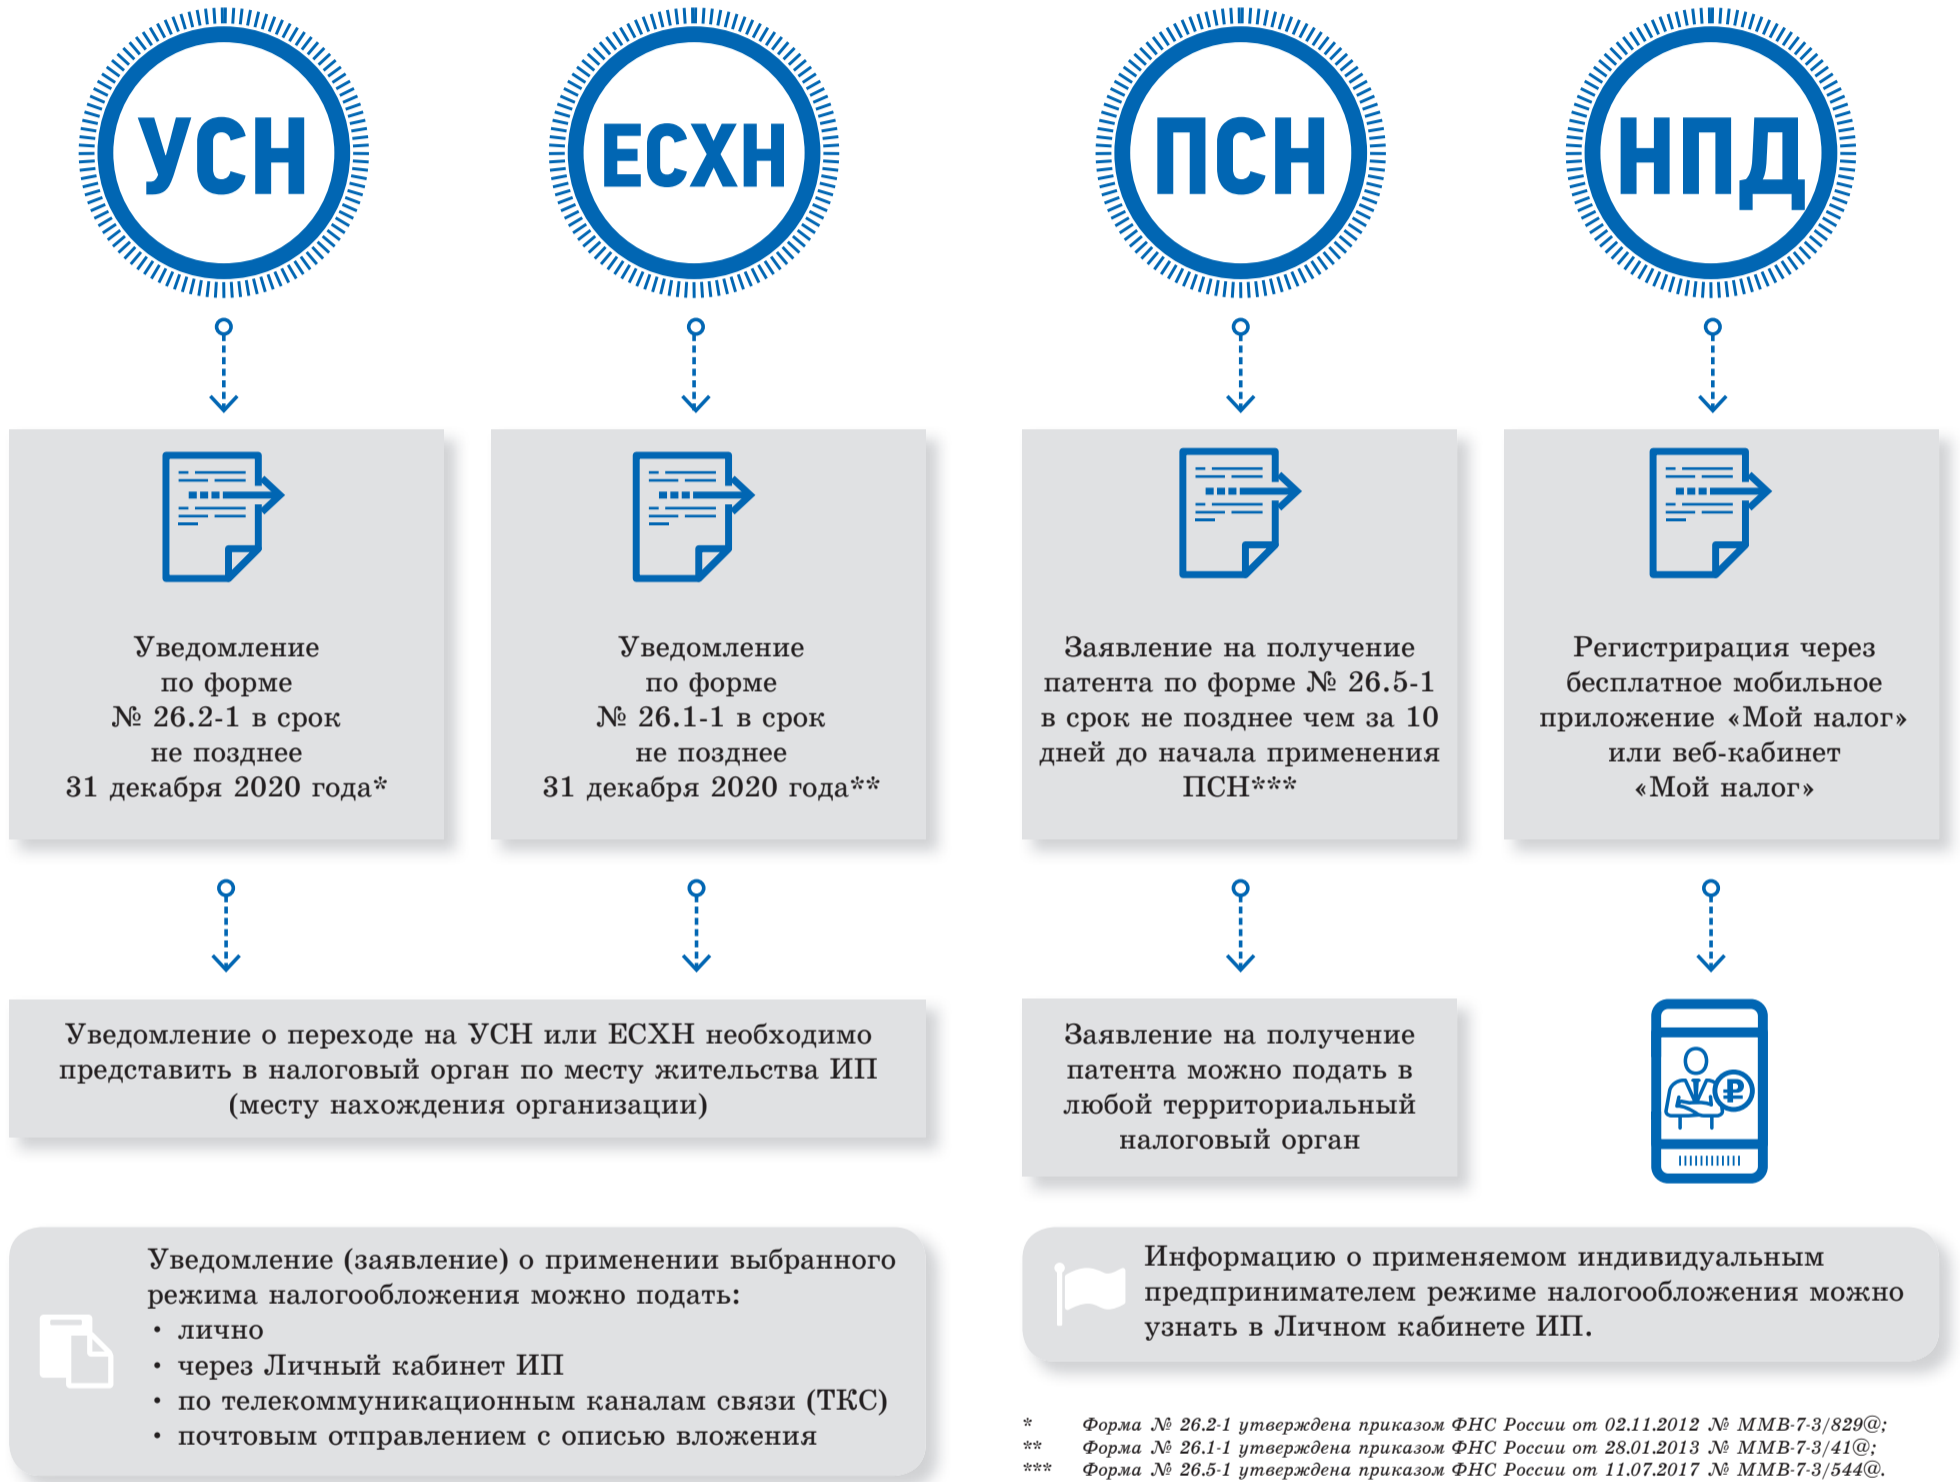 УСН
ЕСХН
ПСН
НПД
Уведомление
по форме
№ 26.2-1 в срок
не позднее
31 декабря 2020 года*
Уведомление
по форме
№ 26.1-1 в срок
не позднее
31 декабря 2020 года**
Заявление на получение
патента по форме № 26.5-1
в срок не позднее чем за 10
дней до начала применения
ПСН***
Регистрирация через
бесплатное мобильное
приложение «Мой налог»
или веб-кабинет
«Мой налог»
Уведомление о переходе на УСН или ЕСХН необходимо
представить в налоговый орган по месту жительства ИП
(месту нахождения организации)
Заявление на получение
патента можно подать в
любой территориальный
налоговый орган
₽
Уведомление (заявление) о применении выбранного
режима налогообложения можно подать:
• лично
• через Личный кабинет ИП
• по телекоммуникационным каналам связи (ТКС)
• почтовым отправлением с описью вложения
Информацию о применяемом индивидуальным
предпринимателем режиме налогообложения можно
узнать в Личном кабинете ИП.
* Форма № 26.2-1 утверждена приказом ФНС России от 02.11.2012 № ММВ-7-3/829@;
** Форма № 26.1-1 утверждена приказом ФНС России от 28.01.2013 № ММВ-7-3/41@;
*** Форма № 26.5-1 утверждена приказом ФНС России от 11.07.2017 № ММВ-7-3/544@.